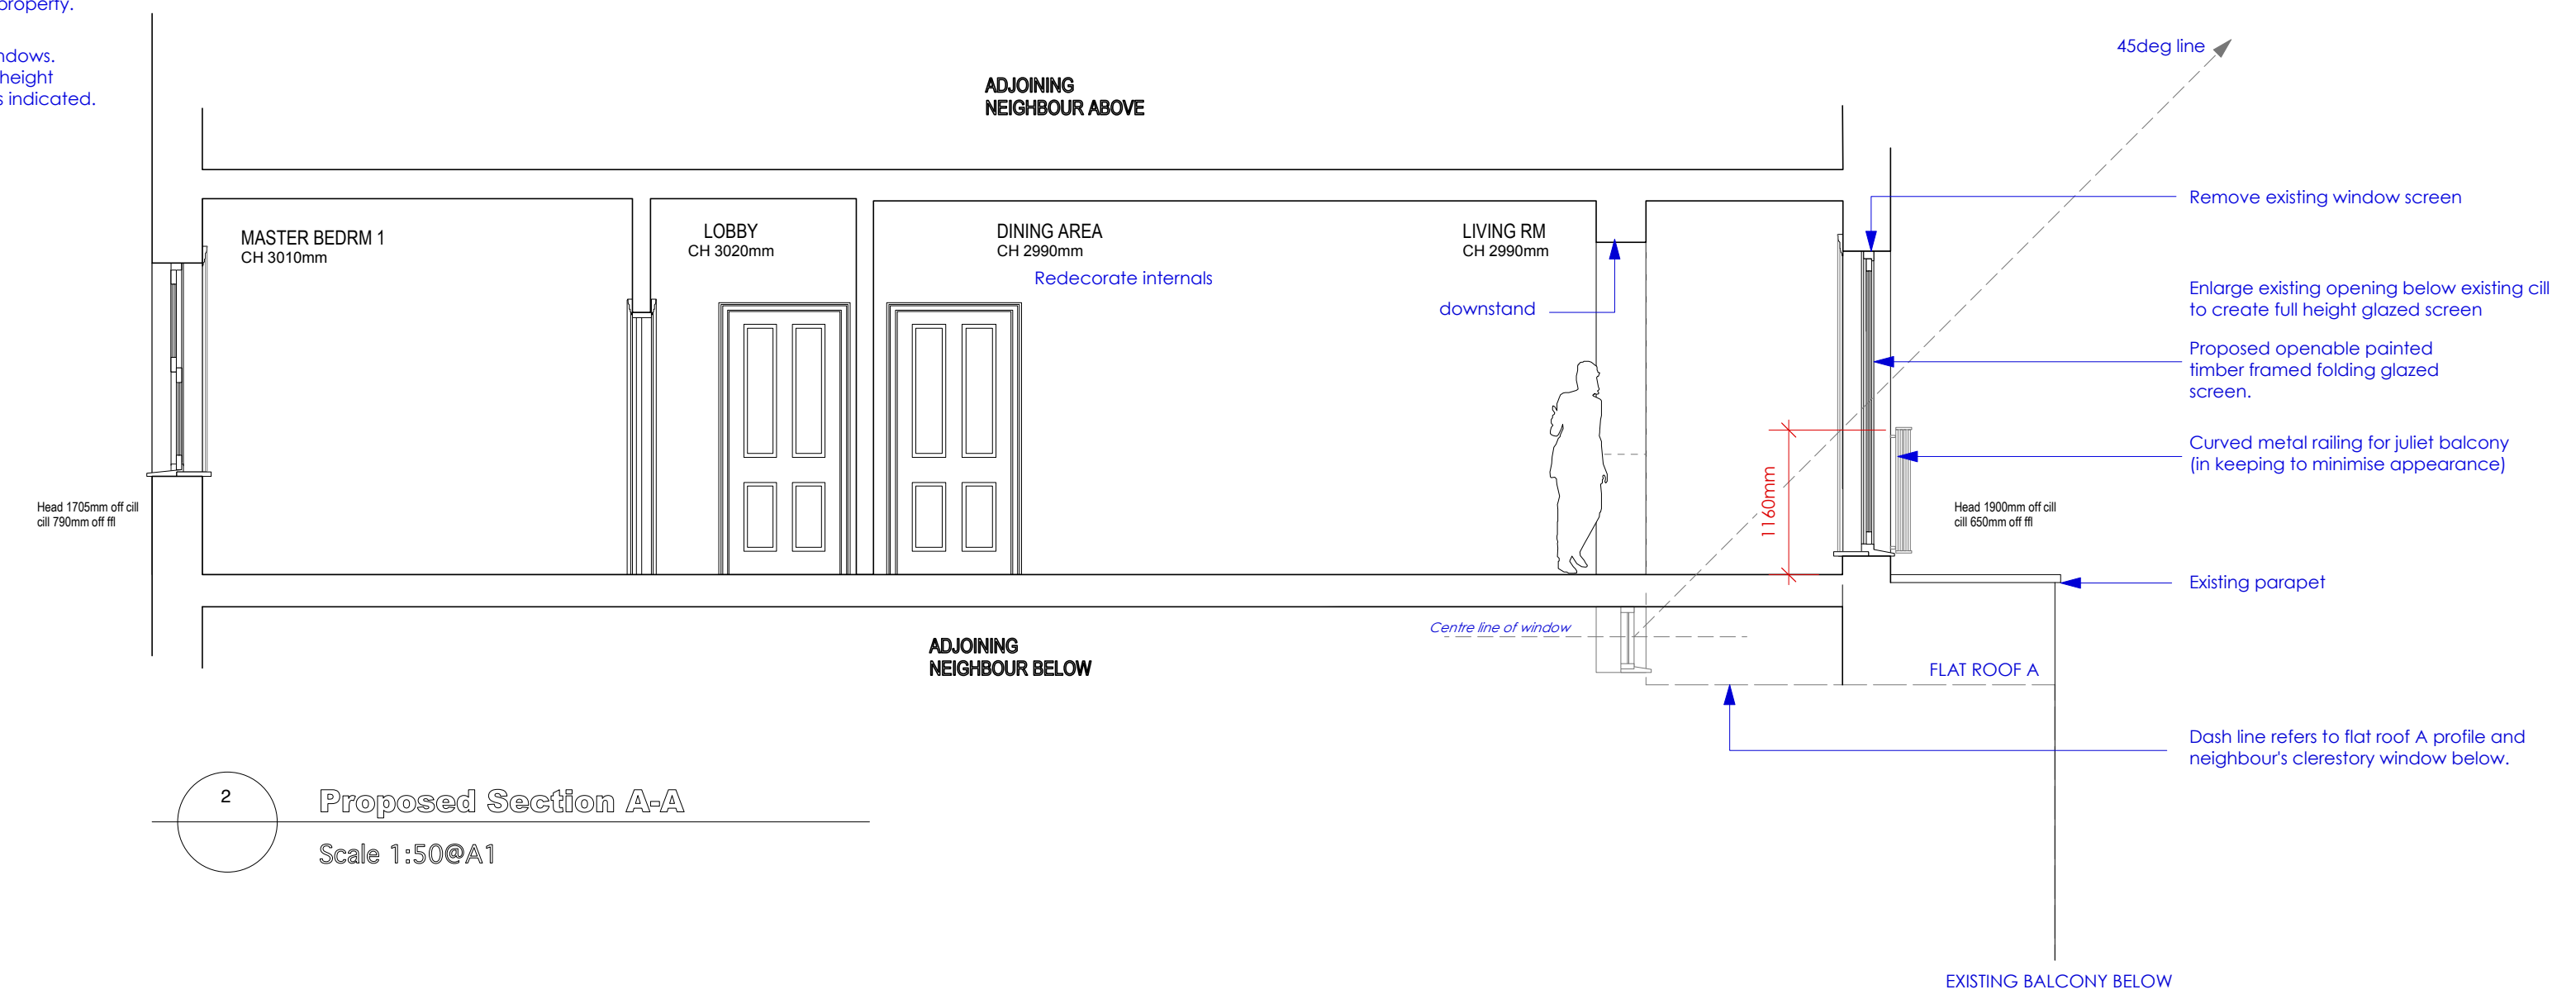 property.
ndows.
height
s indicated.
45deg line
ADJOINING
NEIGHBOUR ABOVE
Remove existing window screen
MASTER BEDRM 1
CH 3010mm
LOBBY
CH 3020mm
DINING AREA
CH 2990mm
LIVING RM
CH 2990mm
Redecorate internals
downstand
Enlarge existing opening below existing cill
to create full height glazed screen
Proposed openable painted
timber framed folding glazed
screen.
Curved metal railing for juliet balcony
(in keeping to minimise appearance)
1160mm
Head 1705mm off cill
cill 790mm off ffl
Head 1900mm off cill
cill 650mm off ffl
Existing parapet
Centre line of window
ADJOINING
NEIGHBOUR BELOW
FLAT ROOF A
Dash line refers to flat roof A profile and
neighbour's clerestory window below.
2
Proposed Section A-A
Scale 1:50@A1
EXISTING BALCONY BELOW